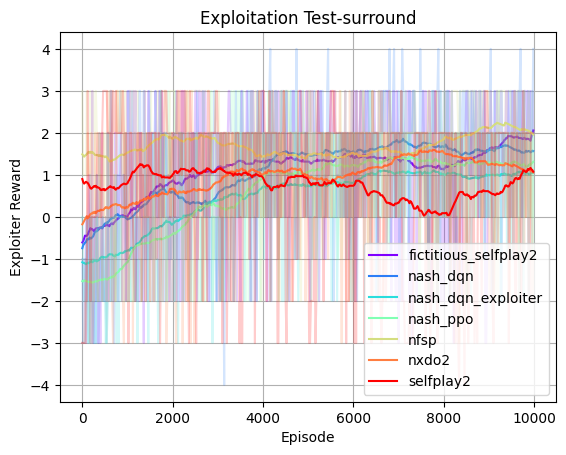 Exploitation Test-surround
Exploiter Reward
4
3
2
1
0
−1
−2
−3
−4
0
2000
4000
6000
8000
10000
Episode
fictitious_selfplay2
nash_dqn
nash_dqn_exploiter
nash_ppo
nfsp
nxdo2
selfplay2